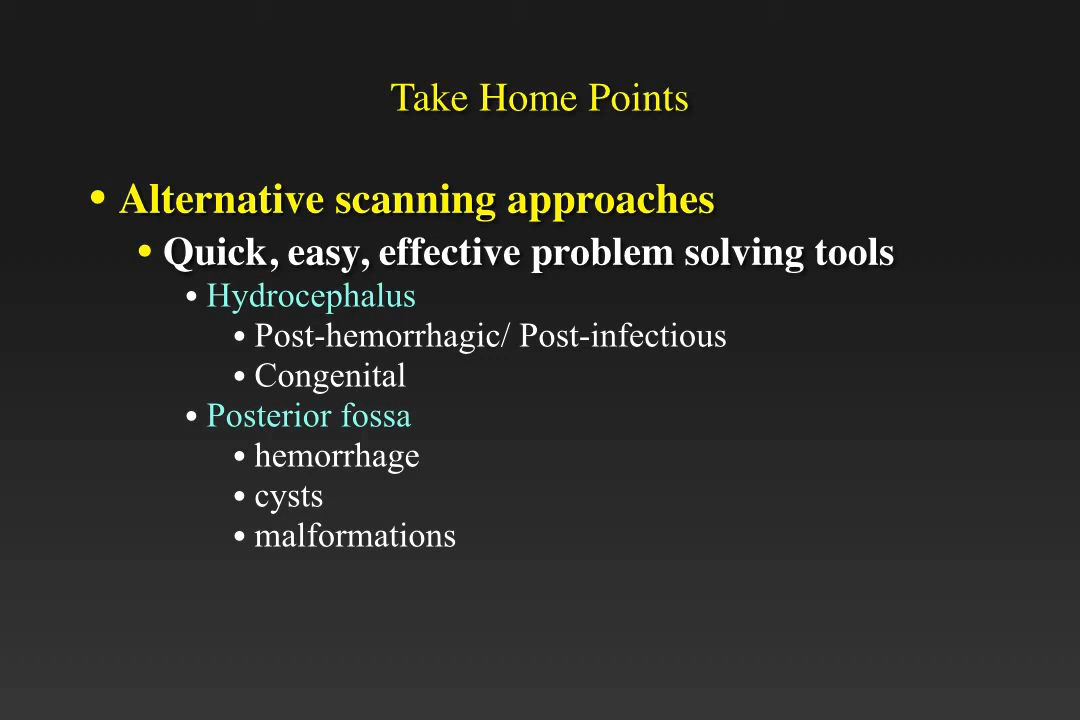 Take Home Points
• Alternative scanning approaches
• Quick, easy, effective problem solving tools
• Hydrocephalus
• Post-hemorrhagic/ Post-infectious
• Congenital
• Posterior fossa
• hemorrhage
• cysts
• malformations